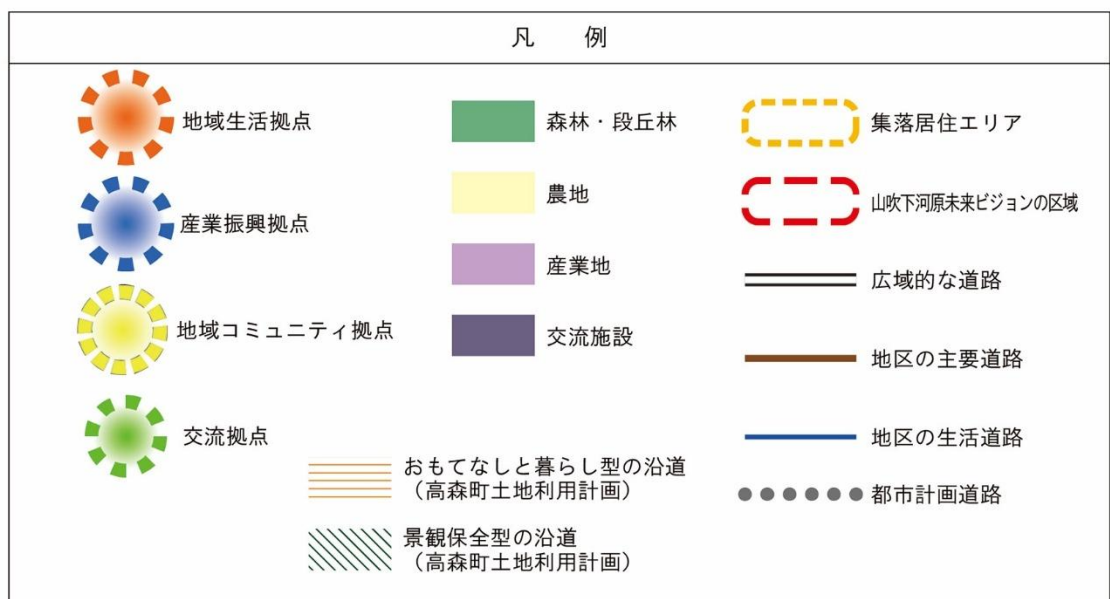 凡　例
地域生活拠点
産業振興拠点
地域コミュニティ拠点
交流拠点
森林・段丘林
農地
産業地
交流施設
おもてなしと暮らし型の沿道
（高森町土地利用計画）
景観保全型の沿道
（高森町土地利用計画）
集落居住エリア
山吹下河原未来ビジョンの区域
広域的な道路
地区の主要道路
地区の生活道路
都市計画道路